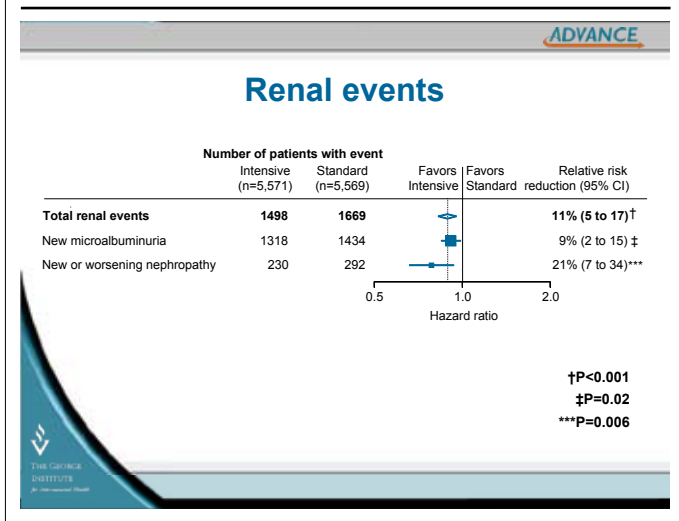 ADVANCE
Renal events
Number of patients with event
Intensive Standard Favors Favors Relative risk
(n=5,571) (n=5,569) Intensive Standard reduction (95% CI)
Total renal events 1498 1669 11% (5 to 17)†
New microalbuminuria 1318 1434 9% (2 to 15) ‡
New or worsening nephropathy 230 292 21% (7 to 34)***
0.5 1.0 2.0
Hazard ratio
†P<0.001
‡P=0.02
***P=0.006
THE GEORGE
INSTITUTE
for International Health